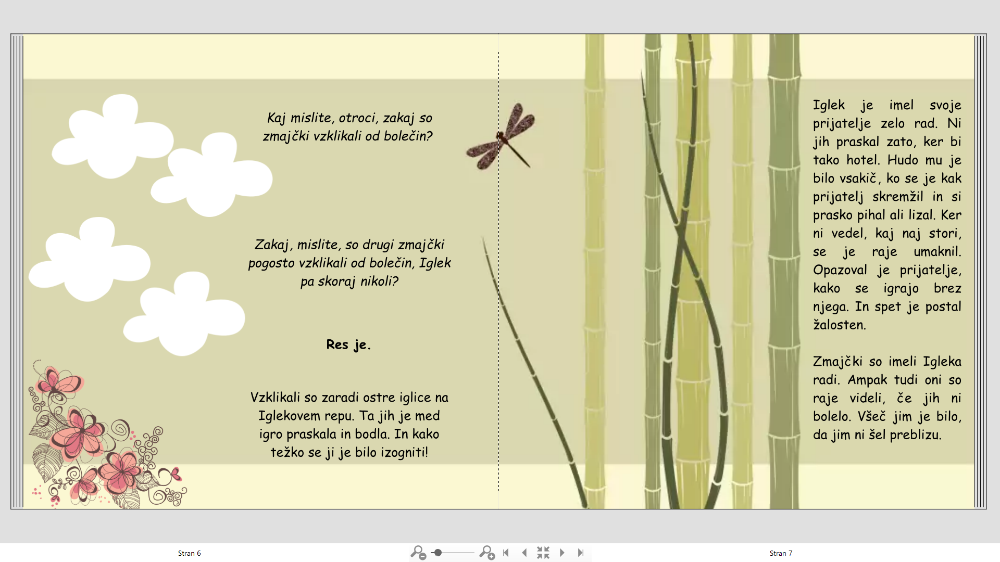 Kaj mislite, otroci, zakaj so
zmajčki vzklikali od bolečin?
Zakaj, mislite, so drugi zmajčki
pogosto vzklikali od bolečin, Iglek
pa skoraj nikoli?
Res je.
Vzklikali so zaradi ostre iglice na
Iglekovem repu. Ta jih je med
igro praskala in bodla. In kako
težko se ji je bilo izogniti!
Iglek je imel svoje
prijatelje zelo rad. Ni
jih praskal zato, ker bi
tako hotel. Hudo mu je
bilo vsakič, ko se je kak
prijatelj skremžil in si
prasko pihal ali lizal. Ker
ni vedel, kaj naj stori,
se je raje umaknil.
Opazoval je prijatelje,
kako se igrajo brez
njega. In spet je postal
žalosten.
Zmajčki so imeli Igleka
radi. Ampak tudi oni so
raje videli, če jih ni
bolelo. Všeč jim je bilo,
da jim ni šel preblizu.
Stran 6
Stran 7